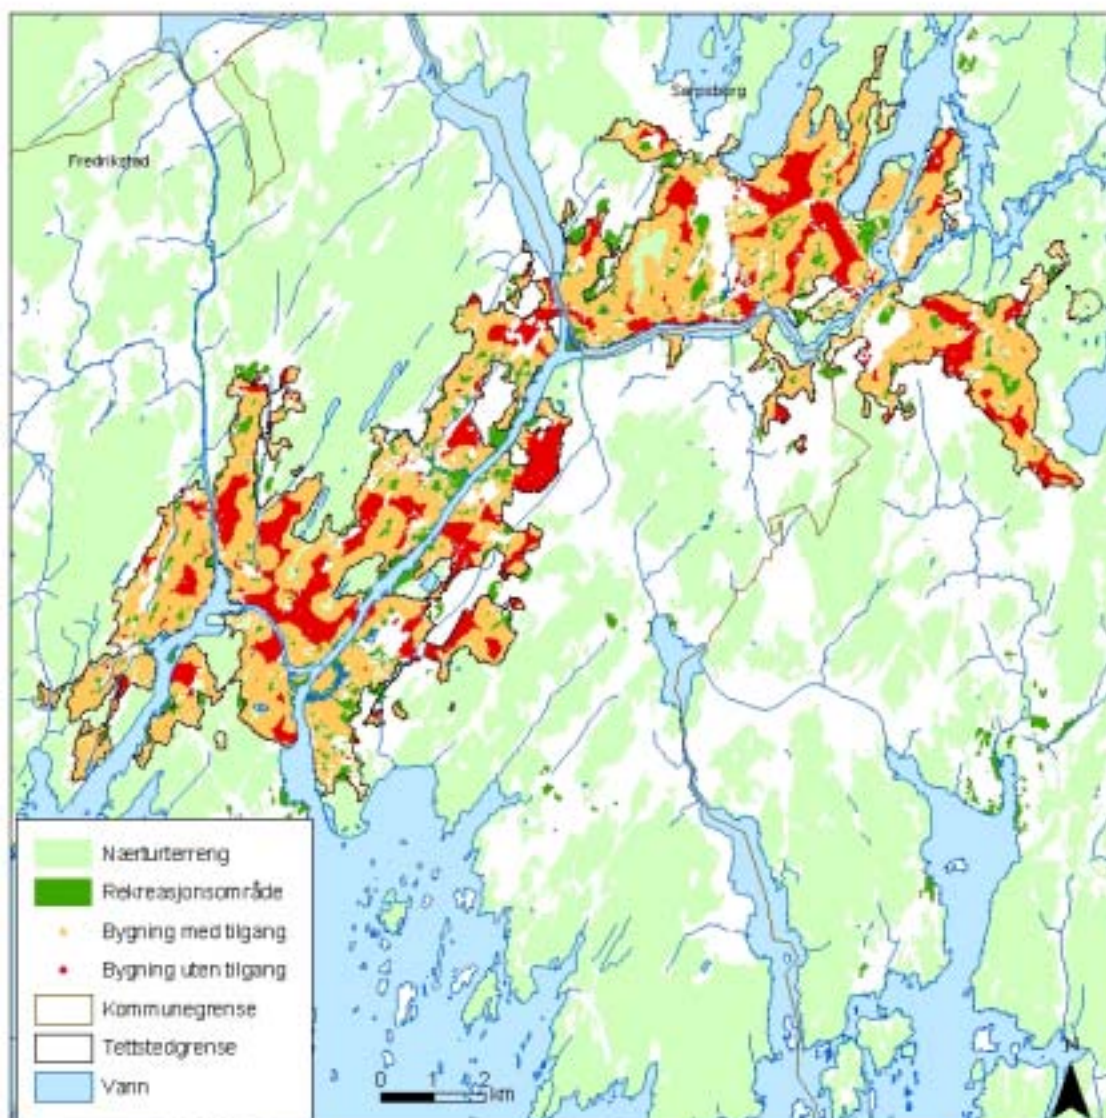 Sarpsborg
Fredrikstad
Nærturterreng
Rekreasjonsområde
Bygning med tilgang
Bygning uten tilgang
Kommunegrense
Tettstedgrense
Vann
0 1 2
km
N